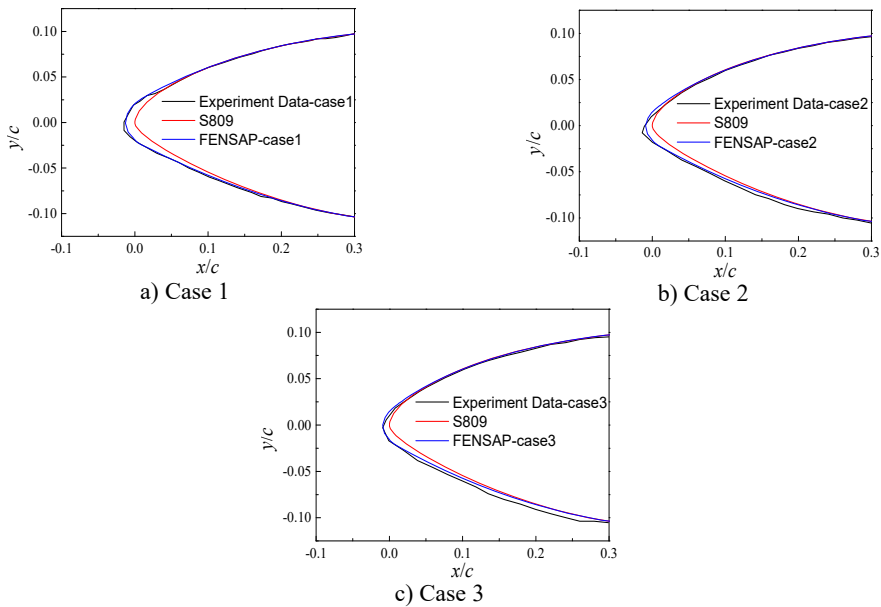 0.10
0.05
0.00
-0.05
-0.10
y/c
Experiment Data-case1
S809
FENSAP-case1
-0.1 0.0 0.1 0.2 0.3
x/c
a) Case 1
0.10
0.05
0.00
-0.05
-0.10
y/c
Experiment Data-case2
S809
FENSAP-case2
-0.1 0.0 0.1 0.2 0.3
x/c
b) Case 2
0.10
0.05
0.00
-0.05
-0.10
y/c
Experiment Data-case3
S809
FENSAP-case3
-0.1 0.0 0.1 0.2 0.3
x/c
c) Case 3